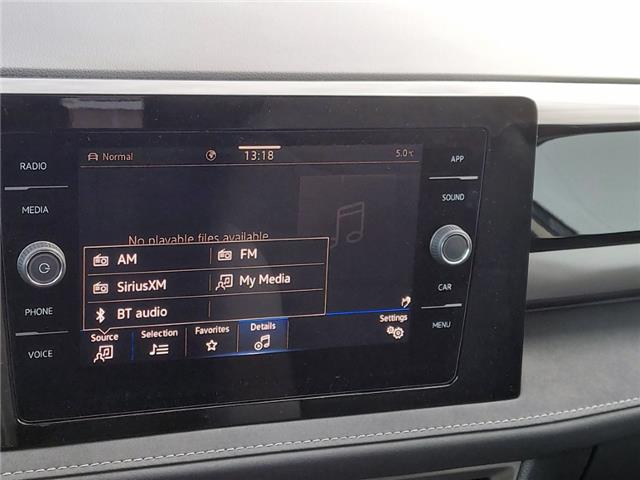 RADIO
MEDIA
PHONE
VOICE
Normal
13:18
5.0°C
No playable files available
AM
FM
SiriusXM
My Media
BT audio
Source
Selection
Favorites
Details
Settings
APP
SOUND
CAR
MENU